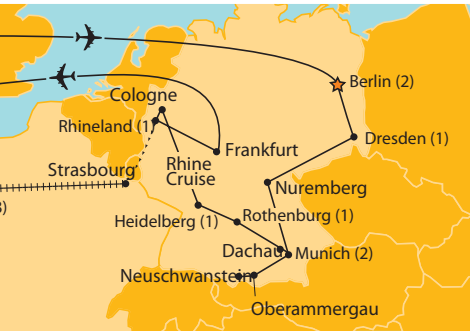 Berlin (2)
Cologne
Rhineland (1)
Dresden (1)
Frankfurt
Strasbourg
Rhine
Cruise
Nuremberg
3)
Heidelberg (1)
Rothenburg (1)
Dachau
Munich (2)
Neuschwanstein
Oberammergau